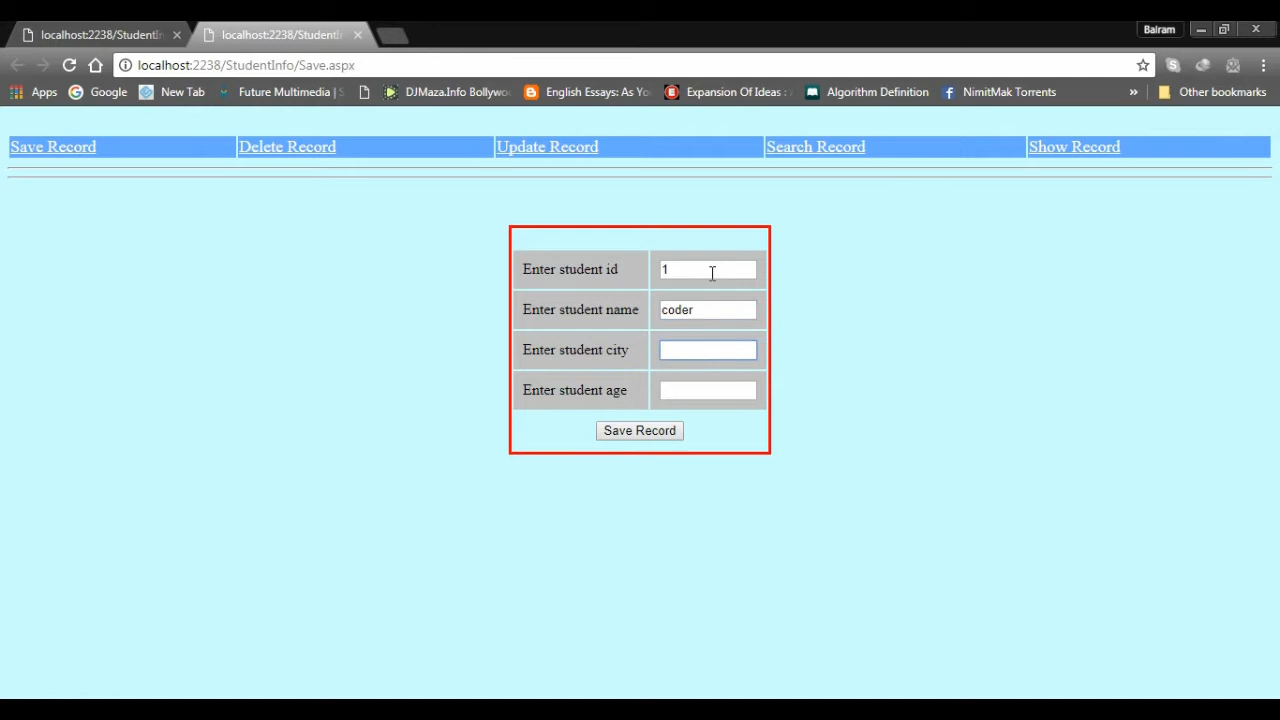 localhost:2238/StudentIn localhost:2238/StudentI Balram
localhost:2238/StudentInfo/Save.aspx
Apps Google New Tab Future Multimedia | DJMaza.Info Bollywo English Essays: As Yo Expansion Of Ideas : Algorithm Definition NimitMak Torrents » Other bookmarks
Save Record Delete Record Update Record Search Record Show Record
Enter student id 1
Enter student name coder
Enter student city
Enter student age
Save Record